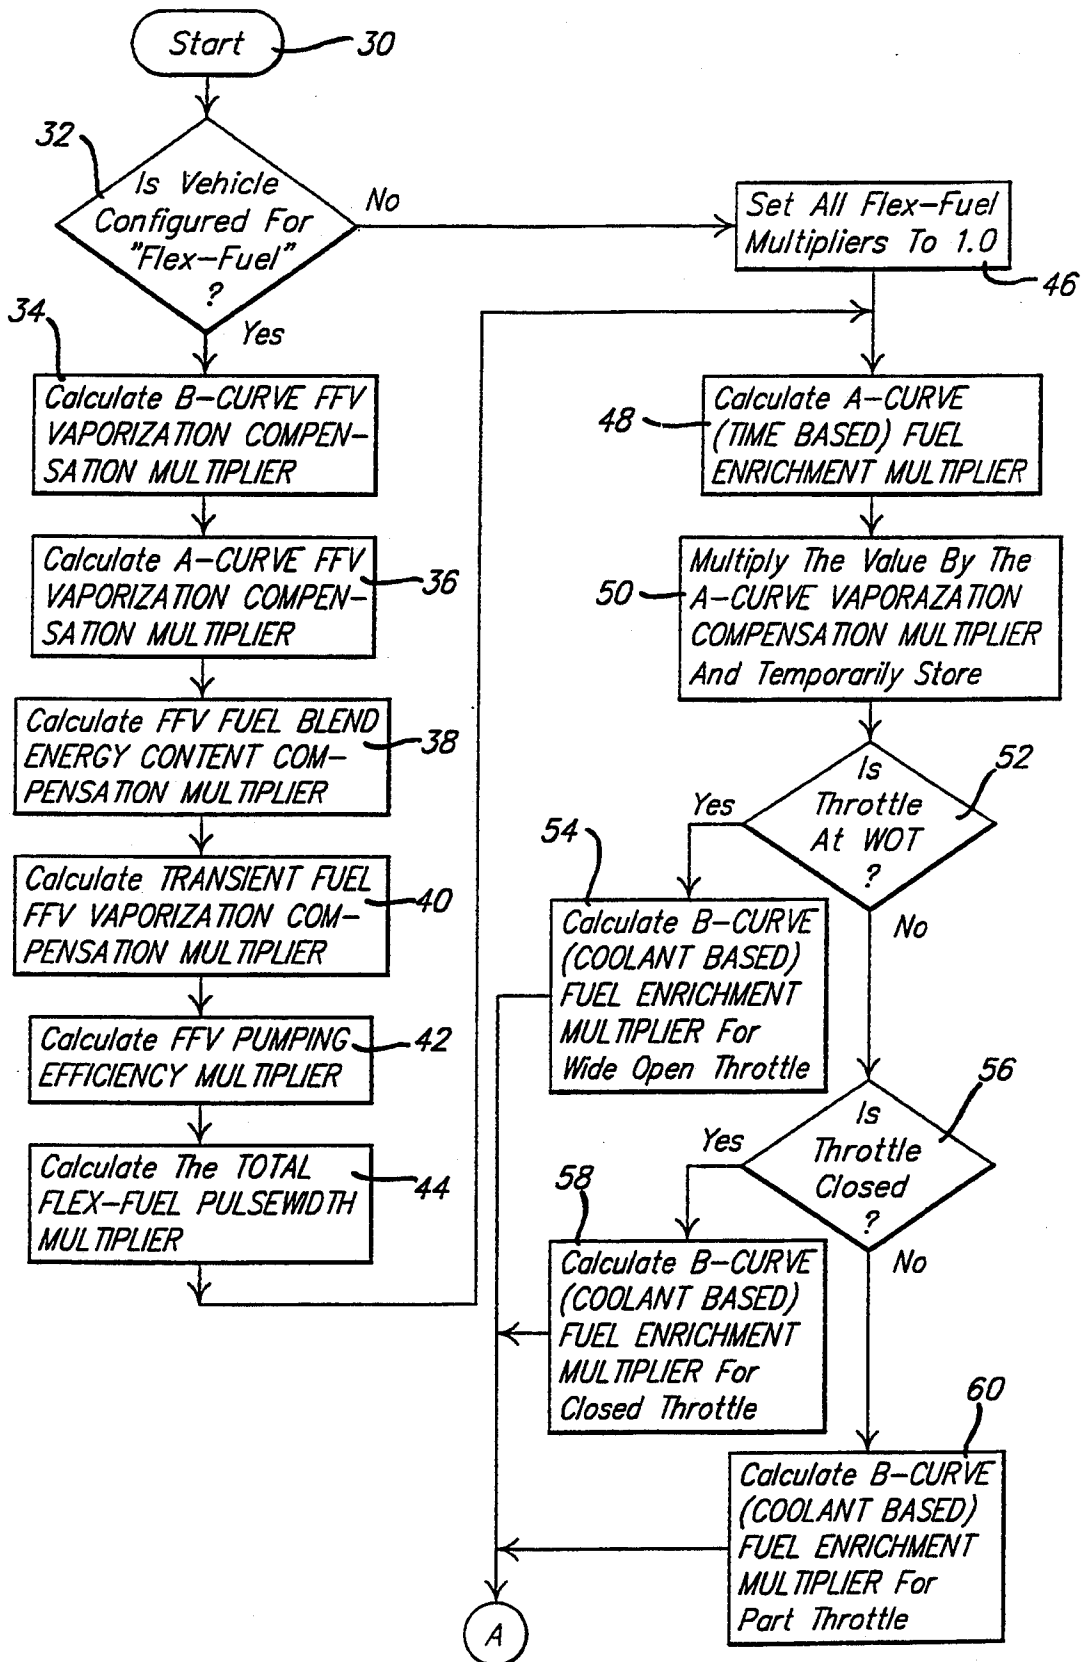 Start
30
32
Is Vehicle
Configured For
"Flex-Fuel"
?
No
Yes
34
Calculate B-CURVE FFV
VAPORIZATION COMPEN-
SATION MULTIPLIER
Calculate A-CURVE FFV
VAPORIZATION COMPEN-
SATION MULTIPLIER
36
Calculate FFV FUEL BLEND
ENERGY CONTENT COM-
PENSATION MULTIPLIER
38
Calculate TRANSIENT FUEL
FFV VAPORIZATION COM-
PENSATION MULTIPLIER
40
Calculate FFV PUMPING
EFFICIENCY MULTIPLIER
42
Calculate The TOTAL
FLEX-FUEL PULSEWIDTH
MULTIPLIER
44
Set All Flex-Fuel
Multipliers To 1.0
46
48
Calculate A-CURVE
(TIME BASED) FUEL
ENRICHMENT MULTIPLIER
50
Multiply The Value By The
A-CURVE VAPORAZATION
COMPENSATION MULTIPLIER
And Temporarily Store
52
Is
Throttle
At WOT
?
Yes
No
54
Calculate B-CURVE
(COOLANT BASED)
FUEL ENRICHMENT
MULTIPLIER For
Wide Open Throttle
56
Is
Throttle
Closed
?
Yes
No
58
Calculate B-CURVE
(COOLANT BASED)
FUEL ENRICHMENT
MULTIPLIER For
Closed Throttle
60
Calculate B-CURVE
(COOLANT BASED)
FUEL ENRICHMENT
MULTIPLIER For
Part Throttle
A